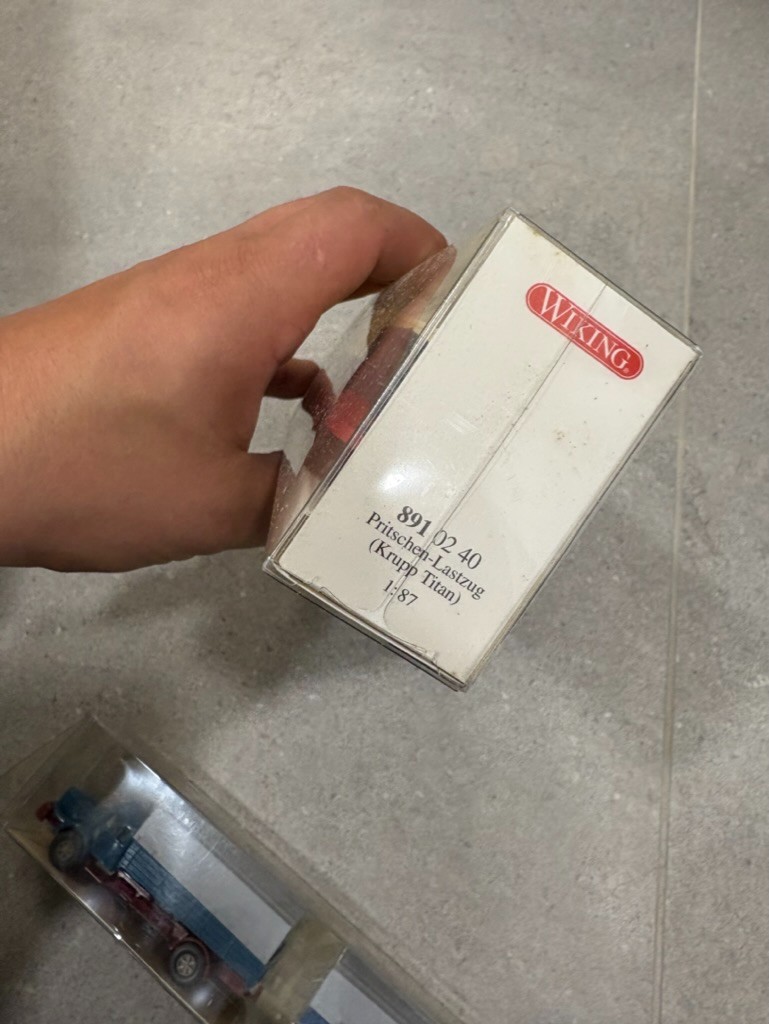 WIKING®
891 02 40
Pritschen-Lastzug
(Krupp Titan)
1:87